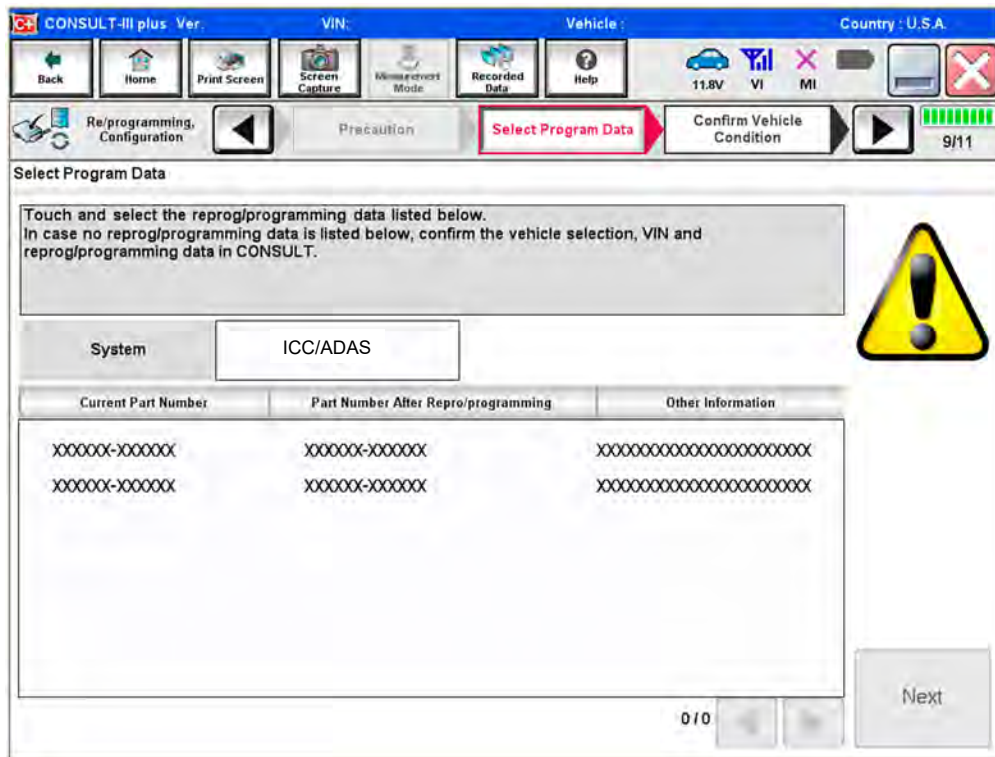 C+ CONSULT-III plus Ver. VIN: Vehicle : Country : U.S.A.
Back Home Print Screen Screen Capture Measurement Mode Recorded Data Help 11.8V VI MI
Re/programming, Configuration Precaution Select Program Data Confirm Vehicle Condition 9/11
Select Program Data
Touch and select the reprog/programming data listed below.
In case no reprog/programming data is listed below, confirm the vehicle selection, VIN and
reprog/programming data in CONSULT.
System ICC/ADAS
Current Part Number Part Number After Repro/programming Other Information
XXXXXX-XXXXXX XXXXXX-XXXXXX XXXXXXXXXXXXXXXXXXXXXXX
XXXXXX-XXXXXX XXXXXX-XXXXXX XXXXXXXXXXXXXXXXXXXXXXX
Next
0/0